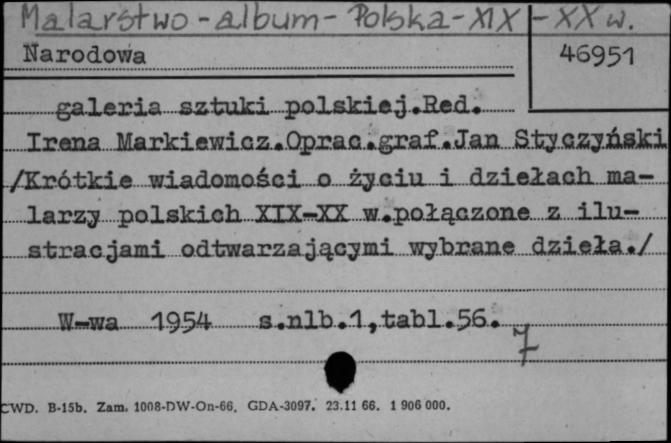 Malarstwo - album - Polska - XIX - XX w.
Narodowa
46951
galeria sztuki polskiej.Red.
Irena Markiewicz.Oprac.graf.Jan Styczyński
/Krótkie wiadomości o życiu i dziełach ma-
larzy polskich XIX-XX w.połączone z ilu-
stracjami odtwarzającymi wybrane dzieła./
W-wa 1954 s.nlb.1,tabl.56.
7
CWD. B-15b. Zam. 1008-DW-On-66. GDA-3097. 23.11 66. 1 906 000.